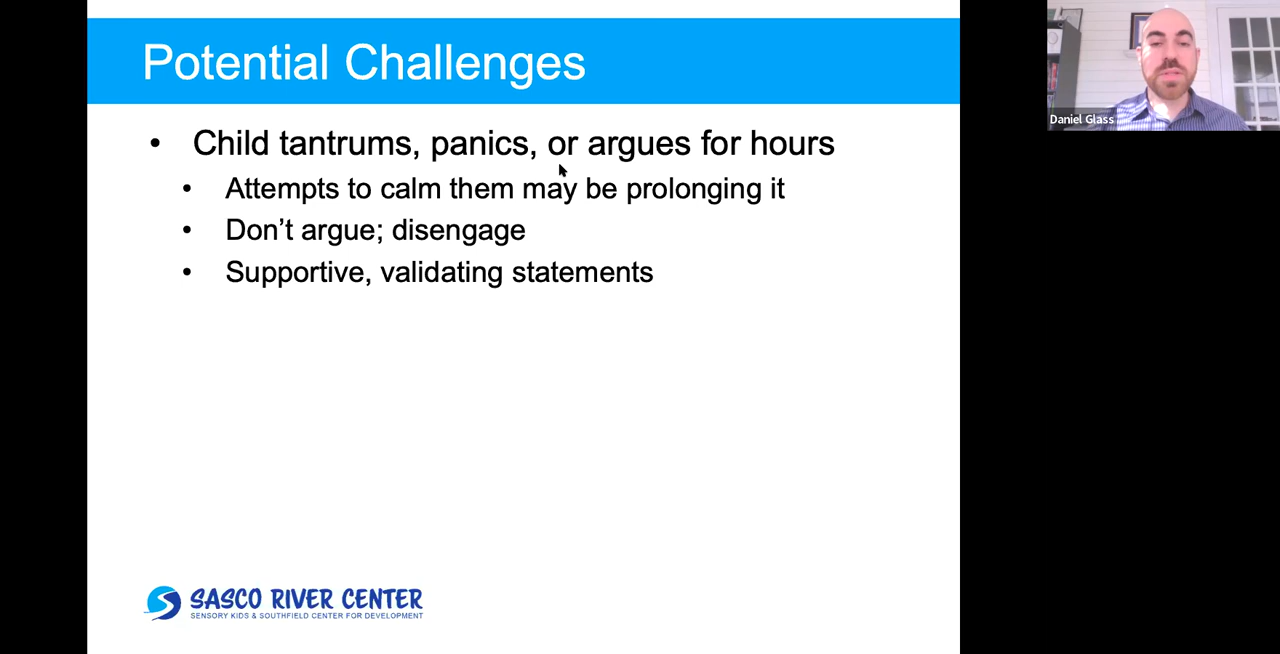 Potential Challenges
• Child tantrums, panics, or argues for hours
• Attempts to calm them may be prolonging it
• Don’t argue; disengage
• Supportive, validating statements
SASCO RIVER CENTER
SENSORY KIDS & SOUTHFIELD CENTER FOR DEVELOPMENT
Daniel Glass